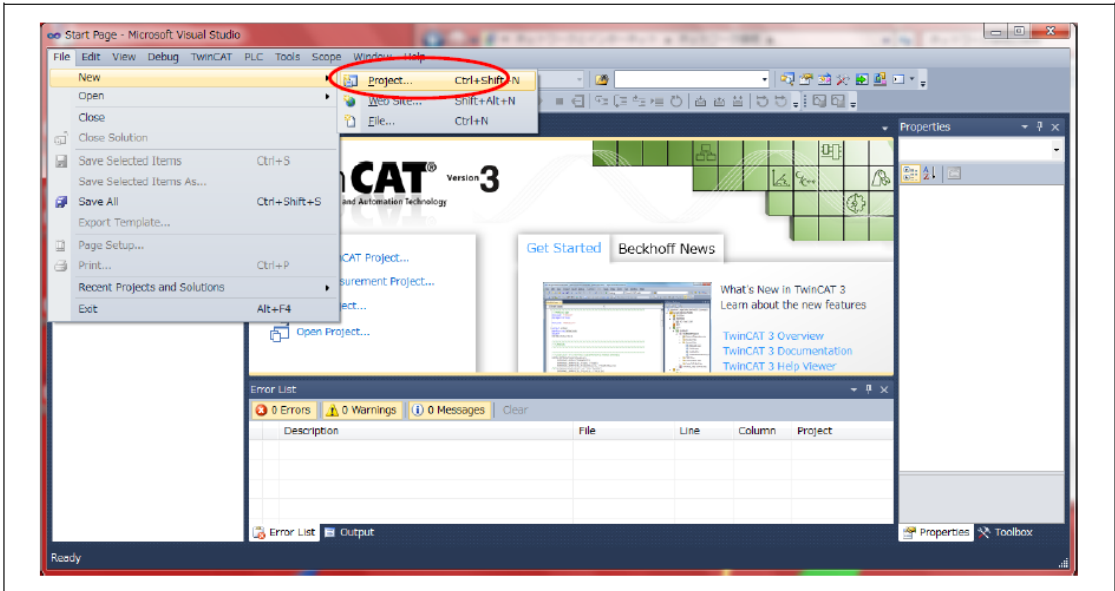 Start Page - Microsoft Visual Studio
File Edit View Debug TwinCAT PLC Tools Scope Window Help
New
Project... Ctrl+Shift+N
Open
Web Site... Shift+Alt+N
Close
File... Ctrl+N
Close Solution
Properties
Save Selected Items Ctrl+S
Save Selected Items As...
Save All Ctrl+Shift+S
Export Template...
Page Setup...
Print... Ctrl+P
Recent Projects and Solutions
Exit Alt+F4
CAT® Version 3
and Automation Technology
CAT Project...
surement Project...
ject...
Open Project...
Get Started Beckhoff News
What's New in TwinCAT 3
Learn about the new features
TwinCAT 3 Overview
TwinCAT 3 Documentation
TwinCAT 3 Help Viewer
Error List
0 Errors 0 Warnings 0 Messages Clear
Description File Line Column Project
Error List Output
Properties Toolbox
Ready